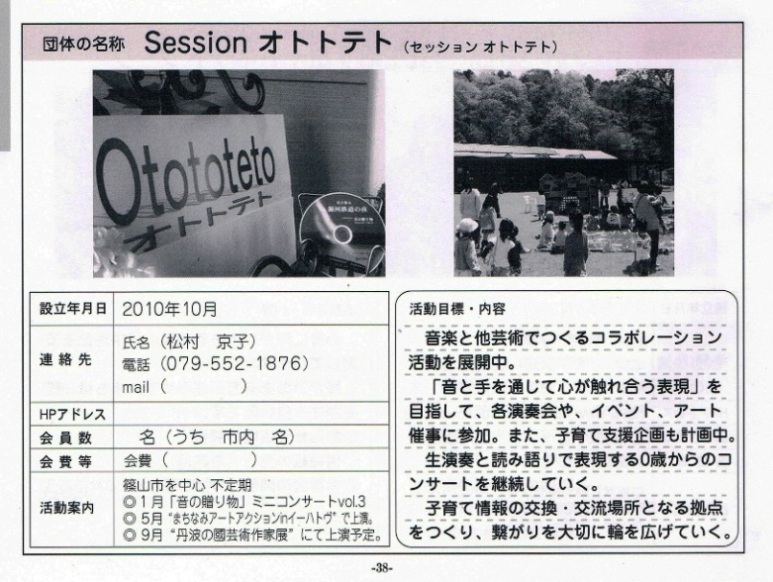 団体の名称 Session オトトテト（セッション オトトテト）
Otototeto
オトトテト
設立年月日 2010年10月
連絡先 氏名（松村 京子）
電話（079-552-1876）
mail（ ）
HPアドレス
会員数 名（うち 市内 名）
会費等 会費（ ）
活動案内 篠山市を中心 不定期
◎1月「音の贈り物」ミニコンサートvol.3
◎5月“まちなみアートアクションinイーハトヴ”で上演。
◎9月“丹波の國芸術作家展”にて上演予定。
活動目標・内容
音楽と他芸術でつくるコラボレーション
活動を展開中。
「音と手を通じて心が触れ合う表現」を
目指して、各演奏会や、イベント、アート
催事に参加。また、子育て支援企画も計画中。
生演奏と読み語りで表現する0歳からのコ
ンサートを継続していく。
子育て情報の交換・交流場所となる拠点
をつくり、繋がりを大切に輪を広げていく。
-38-